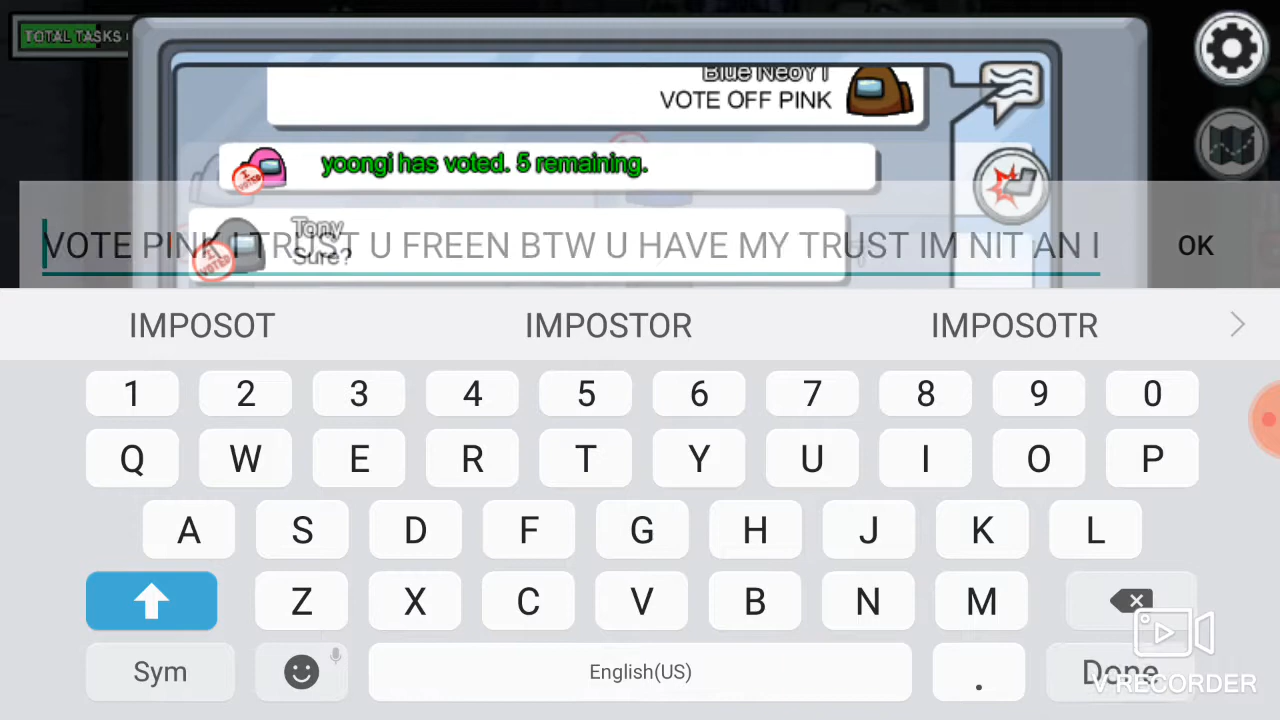 TOTAL TASKS
Blue NeoYT
VOTE OFF PINK
yoongi has voted. 5 remaining.
Tony
Sure?
VOTE PINK I TRUST U FREEN BTW U HAVE MY TRUST IM NIT AN I
OK
IMPOSOT IMPOSTOR IMPOSOTR
1 2 3 4 5 6 7 8 9 0
Q W E R T Y U I O P
A S D F G H J K L
Z X C V B N M
Sym English(US) . Done
V RECORDER